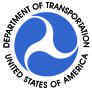 DEPARTMENT OF TRANSPORTATION
UNITED STATES OF AMERICA